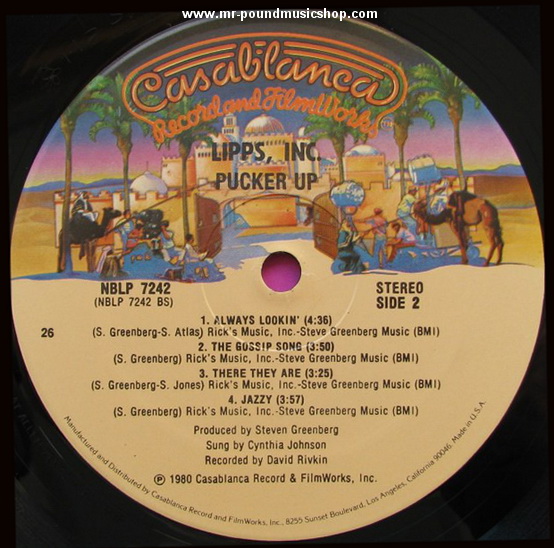 www.mr-poundmusicshop.com
Casablanca
Record and FilmWorks
LIPPS, INC.
PUCKER UP
NBLP 7242
(NBLP 7242 BS)
STEREO
SIDE 2
26
1. ALWAYS LOOKIN' (4:36)
(S. Greenberg-S. Atlas) Rick's Music, Inc.-Steve Greenberg Music (BMI)
2. THE GOSSIP SONG (3:50)
(S. Greenberg) Rick's Music, Inc.-Steve Greenberg Music (BMI)
3. THERE THEY ARE (3:25)
(S. Greenberg-S. Jones) Rick's Music, Inc.-Steve Greenberg Music (BMI)
4. JAZZY (3:57)
(S. Greenberg) Rick's Music, Inc.-Steve Greenberg Music (BMI)
Produced by Steven Greenberg
Sung by Cynthia Johnson
Recorded by David Rivkin
℗ 1980 Casablanca Record & FilmWorks, Inc.
Manufactured and Distributed by Casablanca Record and FilmWorks, Inc., 8255 Sunset Boulevard, Los Angeles, California 90046. Made in U.S.A.